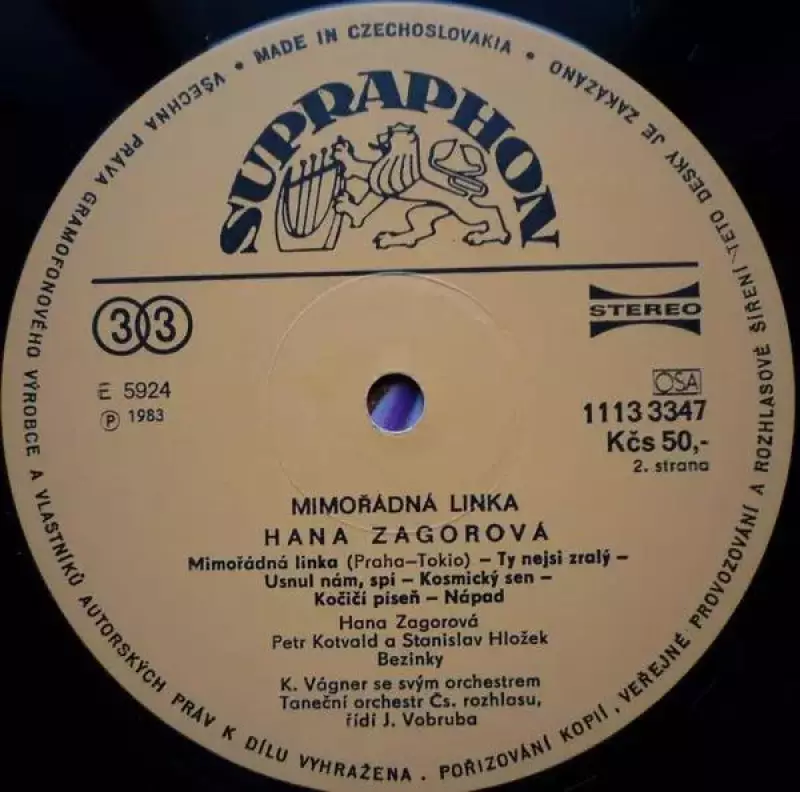 VŠECHNA PRÁVA GRAMOFONOVÉHO VÝROBCE A VLASTNÍKŮ AUTORSKÝCH PRÁV K DÍLU VYHRAŽENA. POŘIZOVÁNÍ KOPIÍ, VEŘEJNÉ PROVOZOVÁNÍ A ROZHLASOVÉ ŠÍŘENÍ TÉTO DESKY JE ZAKÁZÁNO • MADE IN CZECHOSLOVAKIA •
SUPRAPHON
33
STEREO
E 5924
Ⓟ 1983
OSA
1113 3347
Kčs 50,-
2. strana
MIMOŘÁDNÁ LINKA
HANA ZAGOROVÁ
Mimořádná linka (Praha–Tokio) – Ty nejsi zralý –
Usnul nám, spí – Kosmický sen –
Kočičí píseň – Nápad
Hana Zagorová
Petr Kotvald a Stanislav Hložek
Bezinky
K. Vágner se svým orchestrem
Taneční orchestr Čs. rozhlasu,
řídí J. Vobruba